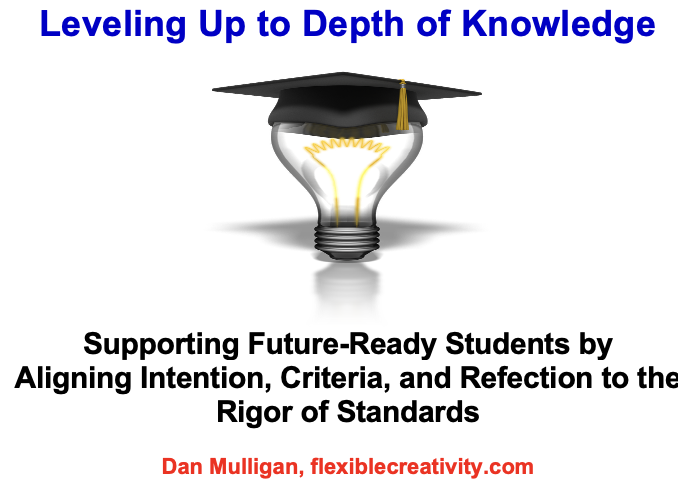 Leveling Up to Depth of Knowledge
Supporting Future-Ready Students by
Aligning Intention, Criteria, and Refection to the
Rigor of Standards
Dan Mulligan, flexiblecreativity.com